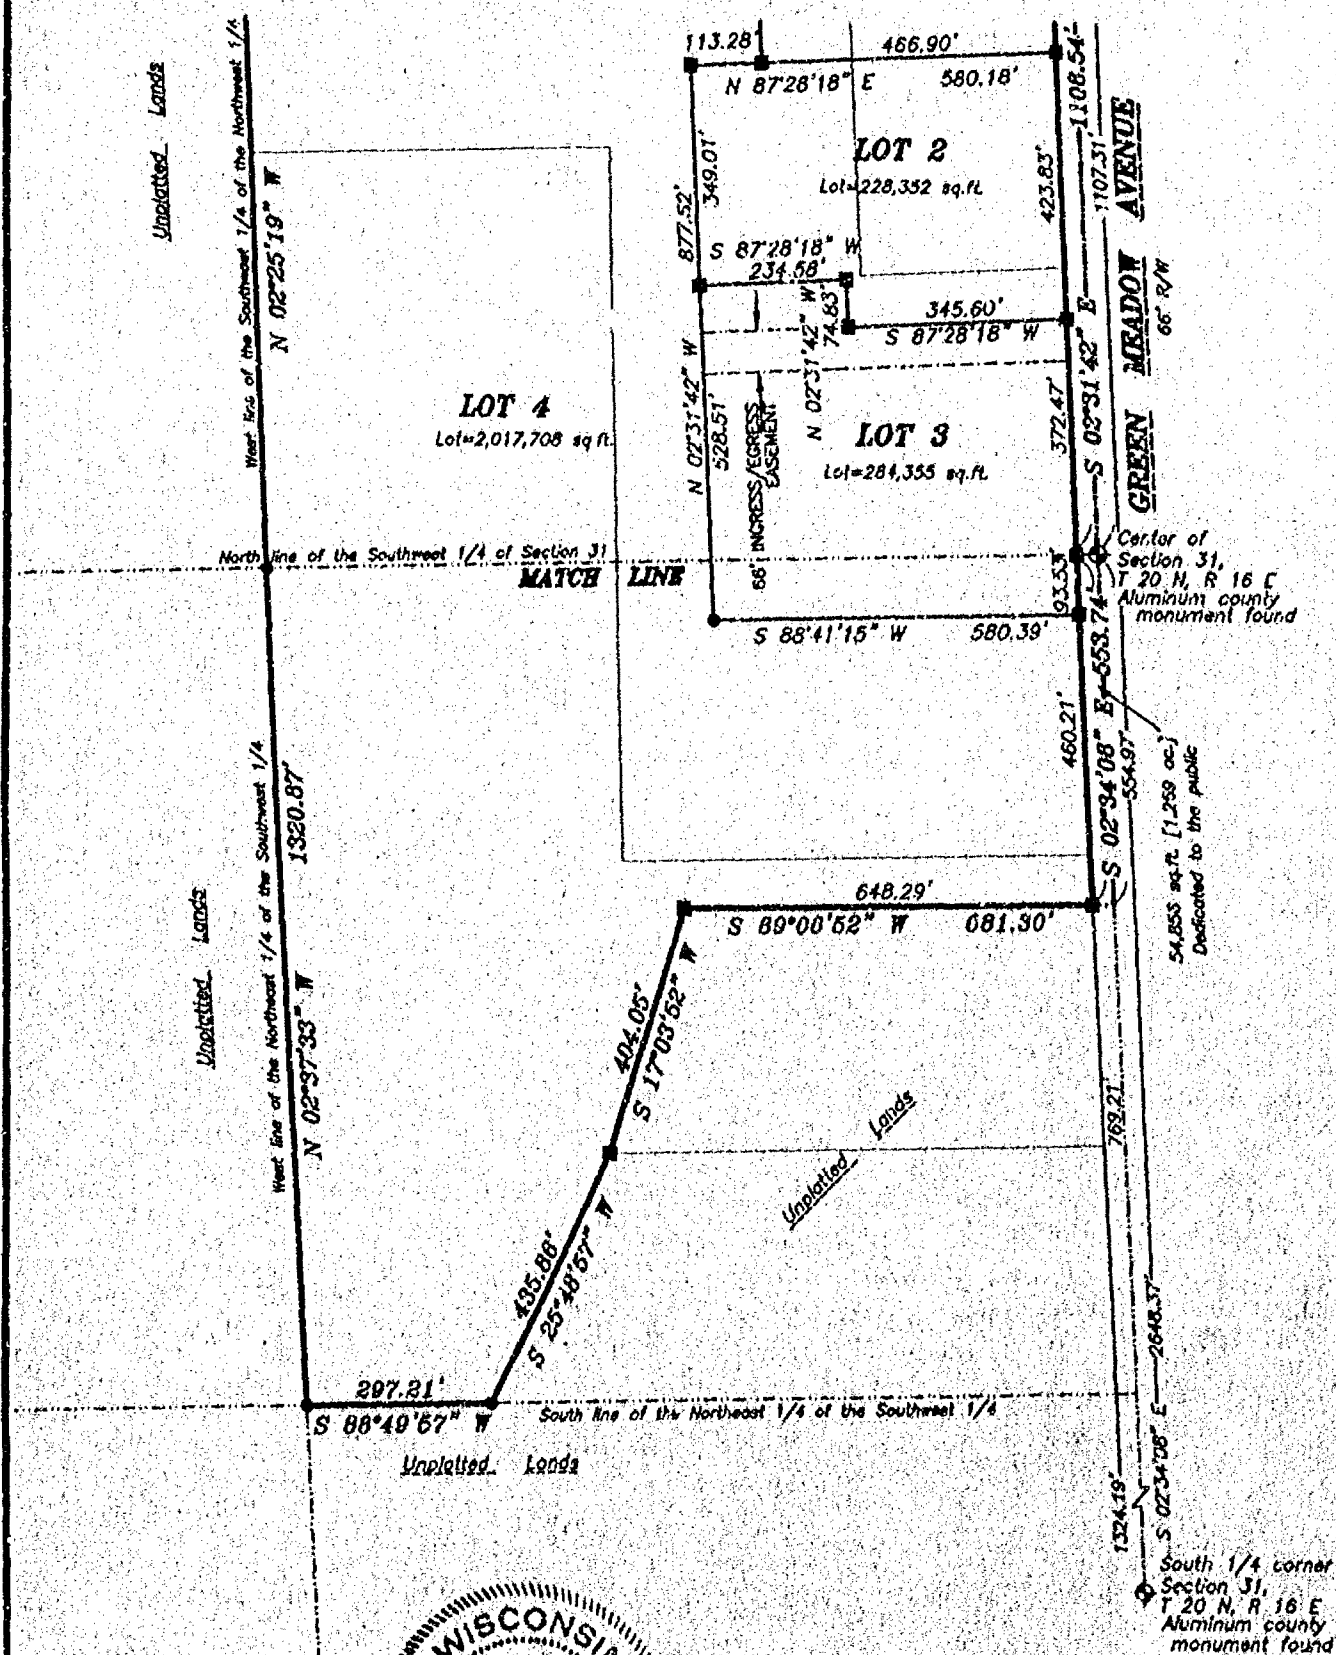 Unplatted Lands
West line of the Southeast 1/4 of the Northwest 1/4
N 02°25'19" W
113.28'
466.90'
N 87°28'18" E
580.18'
LOT 2
Lot=228,352 sq.ft.
877.52'
349.01'
423.83'
1108.54'
1107.31'
S 87°28'18" W
234.58'
N 02°31'42" W
74.83'
345.60'
S 87°28'18" W
GREEN MEADOW AVENUE
66' R/W
S 02°31'42" E
LOT 4
Lot=2,017,708 sq.ft.
N 02°31'42" W
528.51'
66' INGRESS/EGRESS
EASEMENT
LOT 3
Lot=284,355 sq.ft.
372.47'
North line of the Southwest 1/4 of Section 31
MATCH LINE
93.53'
Center of
Section 31,
T 20 N, R 16 E
Aluminum county
monument found
S 88°41'15" W
580.39'
460.21'
S 02°34'08" E
553.74'
554.97'
54,855 sq.ft. [1.259 ac.]
Dedicated to the public
West line of the Northeast 1/4 of the Southwest 1/4
1320.87'
N 02°37'33" W
Unplatted Lands
648.29'
S 89°00'52" W
681.30'
404.05'
S 17°03'52" W
Unplatted Lands
769.21'
435.86'
S 25°48'57" W
297.21'
S 88°49'57" W
South line of the Northeast 1/4 of the Southwest 1/4
Unplatted Lands
2648.37'
S 02°34'08" E
1324.19'
South 1/4 corner
Section 31,
T 20 N, R 16 E
Aluminum county
monument found
WISCONSIN